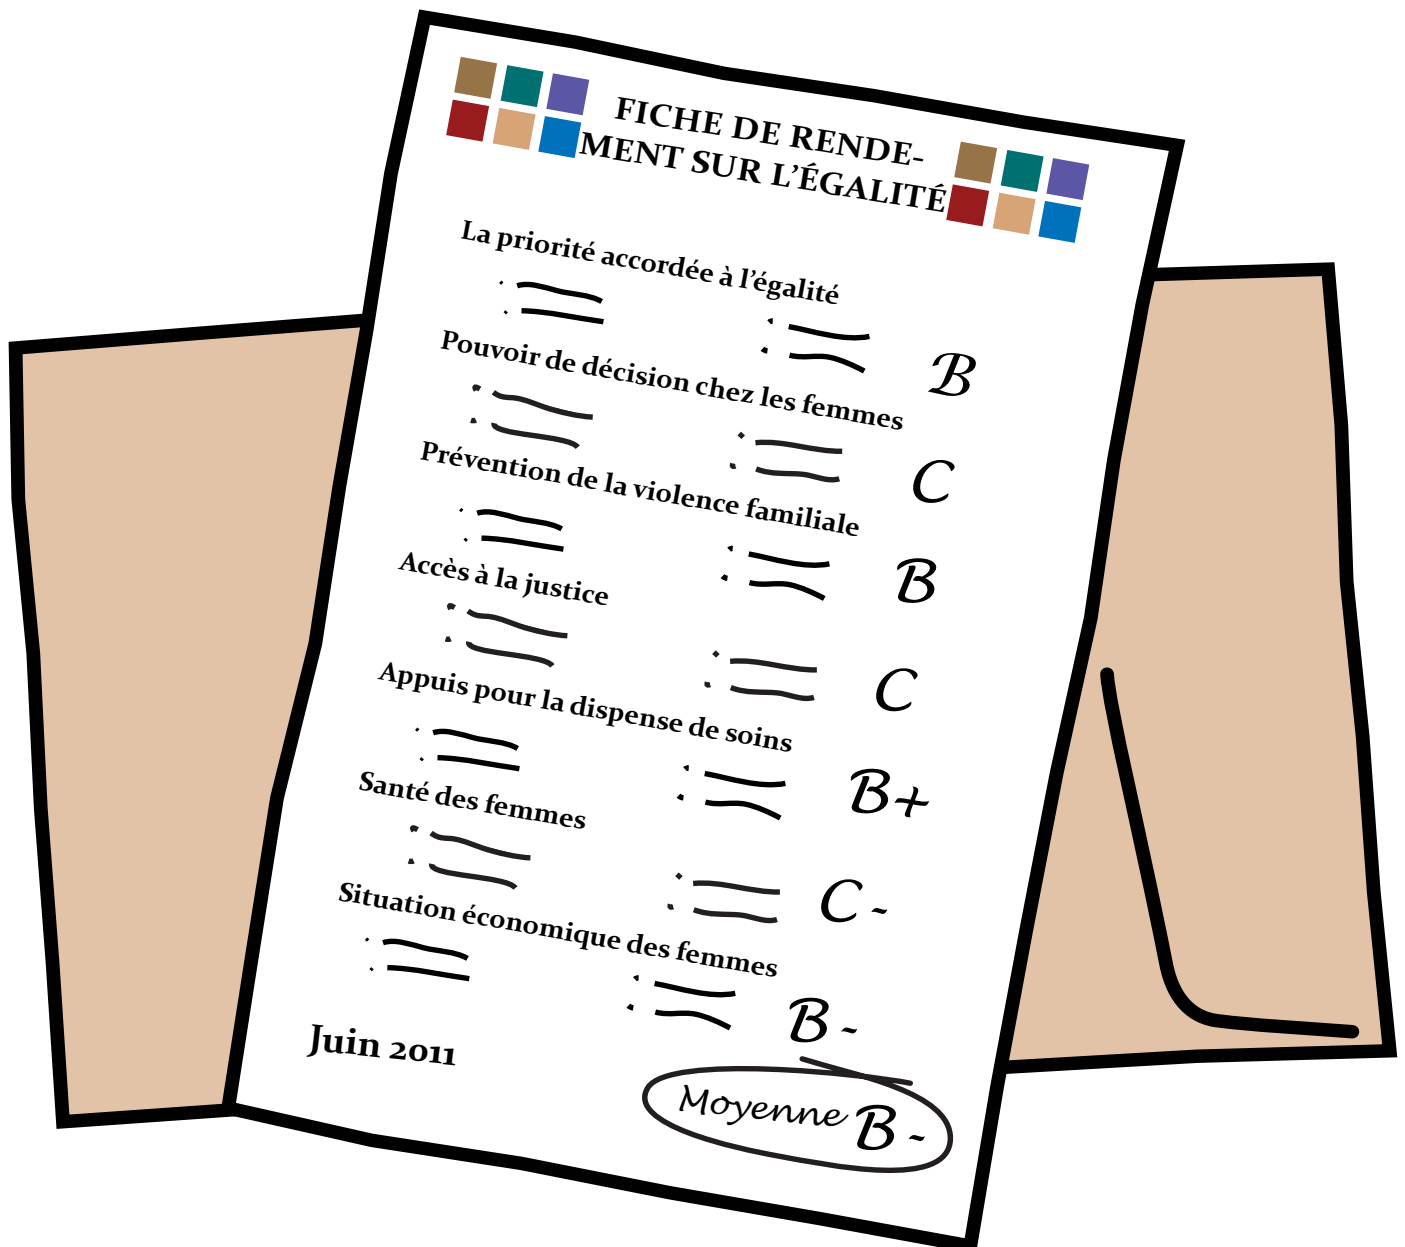 FICHE DE RENDE-
MENT SUR L’ÉGALITÉ
La priorité accordée à l’égalité
B
Pouvoir de décision chez les femmes
C
Prévention de la violence familiale
B
Accès à la justice
C
Appuis pour la dispense de soins
B+
Santé des femmes
C-
Situation économique des femmes
B-
Juin 2011
Moyenne B-